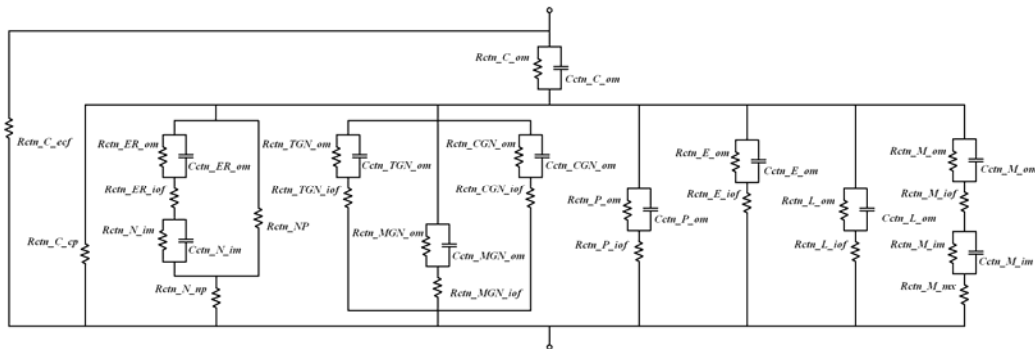 Rctn_C_om
Cctn_C_om
Rctn_C_ecf
Rctn_ER_om
Cctn_ER_om
Rctn_ER_iof
Rctn_N_im
Cctn_N_im
Rctn_NP
Rctn_C_cp
Rctn_N_np
Rctn_TGN_om
Cctn_TGN_om
Rctn_TGN_iof
Rctn_MGN_om
Cctn_MGN_om
Rctn_MGN_iof
Rctn_CGN_om
Cctn_CGN_om
Rctn_CGN_iof
Rctn_P_om
Cctn_P_om
Rctn_P_iof
Rctn_E_om
Cctn_E_om
Rctn_E_iof
Rctn_L_om
Cctn_L_om
Rctn_L_iof
Rctn_M_om
Cctn_M_om
Rctn_M_iof
Rctn_M_im
Cctn_M_im
Rctn_M_mx